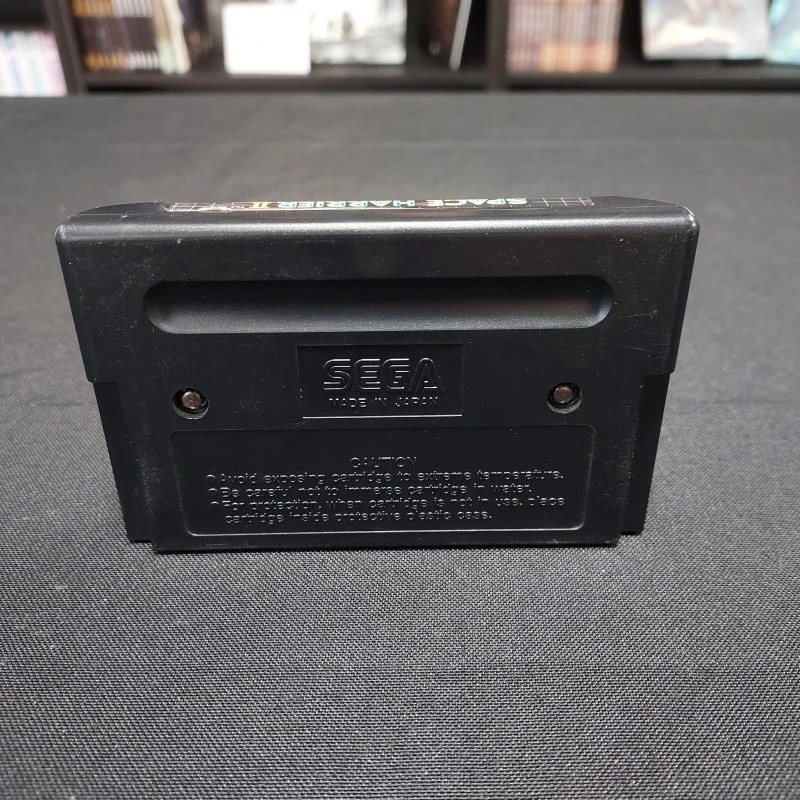 SPACE HARRIER II
SEGA
MADE IN JAPAN
CAUTION
Avoid exposing cartridge to extreme temperature.
Be careful not to immerse cartridge in water.
For protection, when cartridge is not in use, place
cartridge inside protective plastic case.